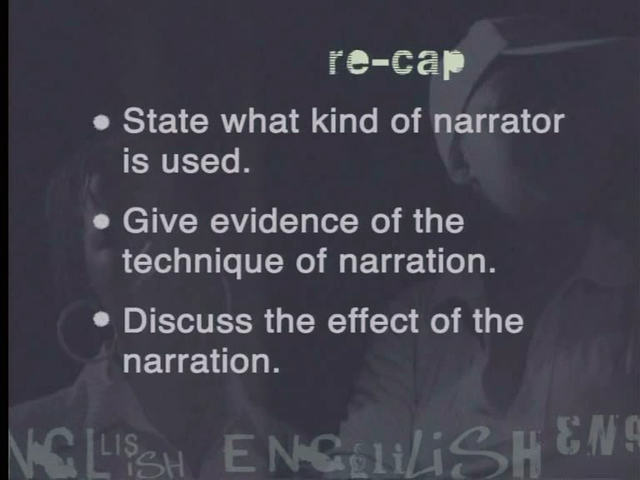 re-cap
State what kind of narrator
is used.
Give evidence of the
technique of narration.
Discuss the effect of the
narration.
ENGLISH